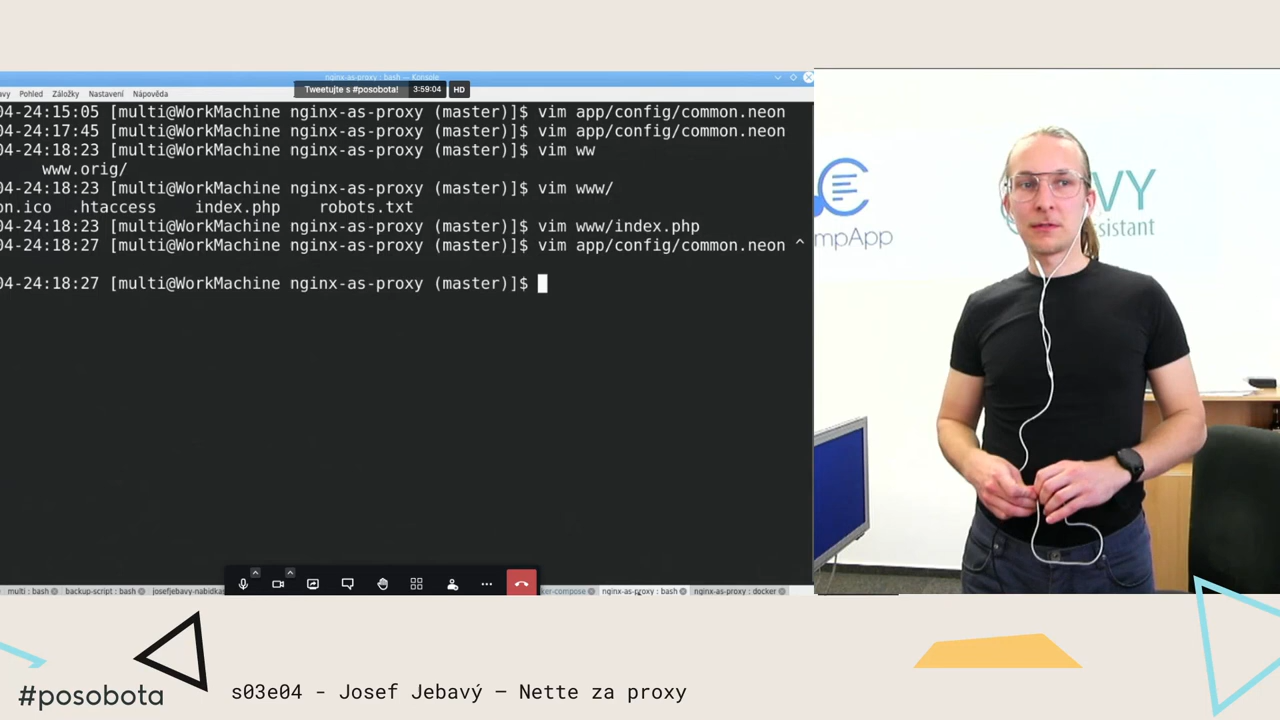 nginx-as-proxy : bash — Konsole
Tweetujte s #posobota! 3:59:04 HD
avy Pohled Záložky Nastavení Nápověda
04-24:15:05 [multi@WorkMachine nginx-as-proxy (master)]$ vim app/config/common.neon
04-24:17:45 [multi@WorkMachine nginx-as-proxy (master)]$ vim app/config/common.neon
04-24:18:23 [multi@WorkMachine nginx-as-proxy (master)]$ vim ww
www.orig/
04-24:18:23 [multi@WorkMachine nginx-as-proxy (master)]$ vim www/
on.ico .htaccess index.php robots.txt
04-24:18:23 [multi@WorkMachine nginx-as-proxy (master)]$ vim www/index.php
04-24:18:27 [multi@WorkMachine nginx-as-proxy (master)]$ vim app/config/common.neon ^
04-24:18:27 [multi@WorkMachine nginx-as-proxy (master)]$
multi : bash backup-script : bash josefjebavy-nabidkas ker-compose nginx-as-proxy : bash nginx-as-proxy : docker
mpApp
VY
ssistant
#posobota
s03e04 - Josef Jebavý – Nette za proxy